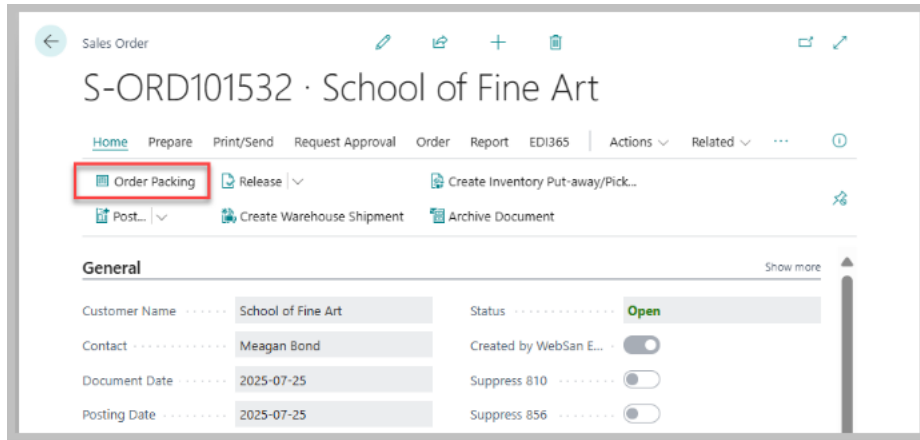 Sales Order
S-ORD101532 · School of Fine Art
Home Prepare Print/Send Request Approval Order Report EDI365 Actions Related ...
Order Packing Release Create Inventory Put-away/Pick...
Post... Create Warehouse Shipment Archive Document
General Show more
Customer Name School of Fine Art Status Open
Contact Meagan Bond Created by WebSan E...
Document Date 2025-07-25 Suppress 810
Posting Date 2025-07-25 Suppress 856